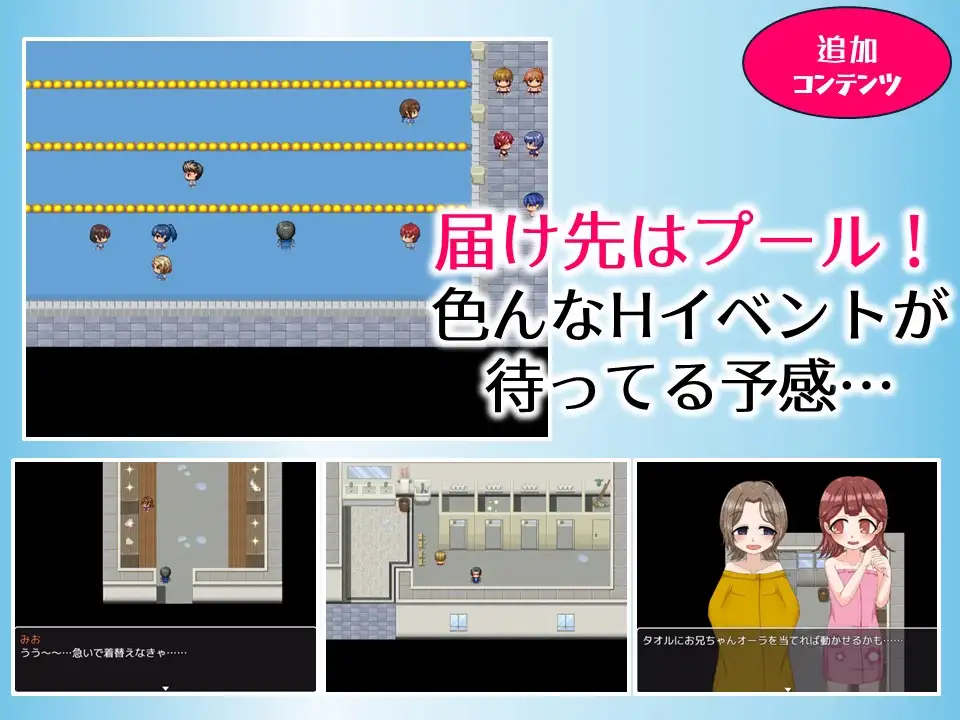 追加
コンテンツ
届け先はプール！
色んなHイベントが
待ってる予感…
みお
うう～～…急いで着替えなきゃ……
タオルにお兄ちゃんオーラを当てれば動かせるかも……